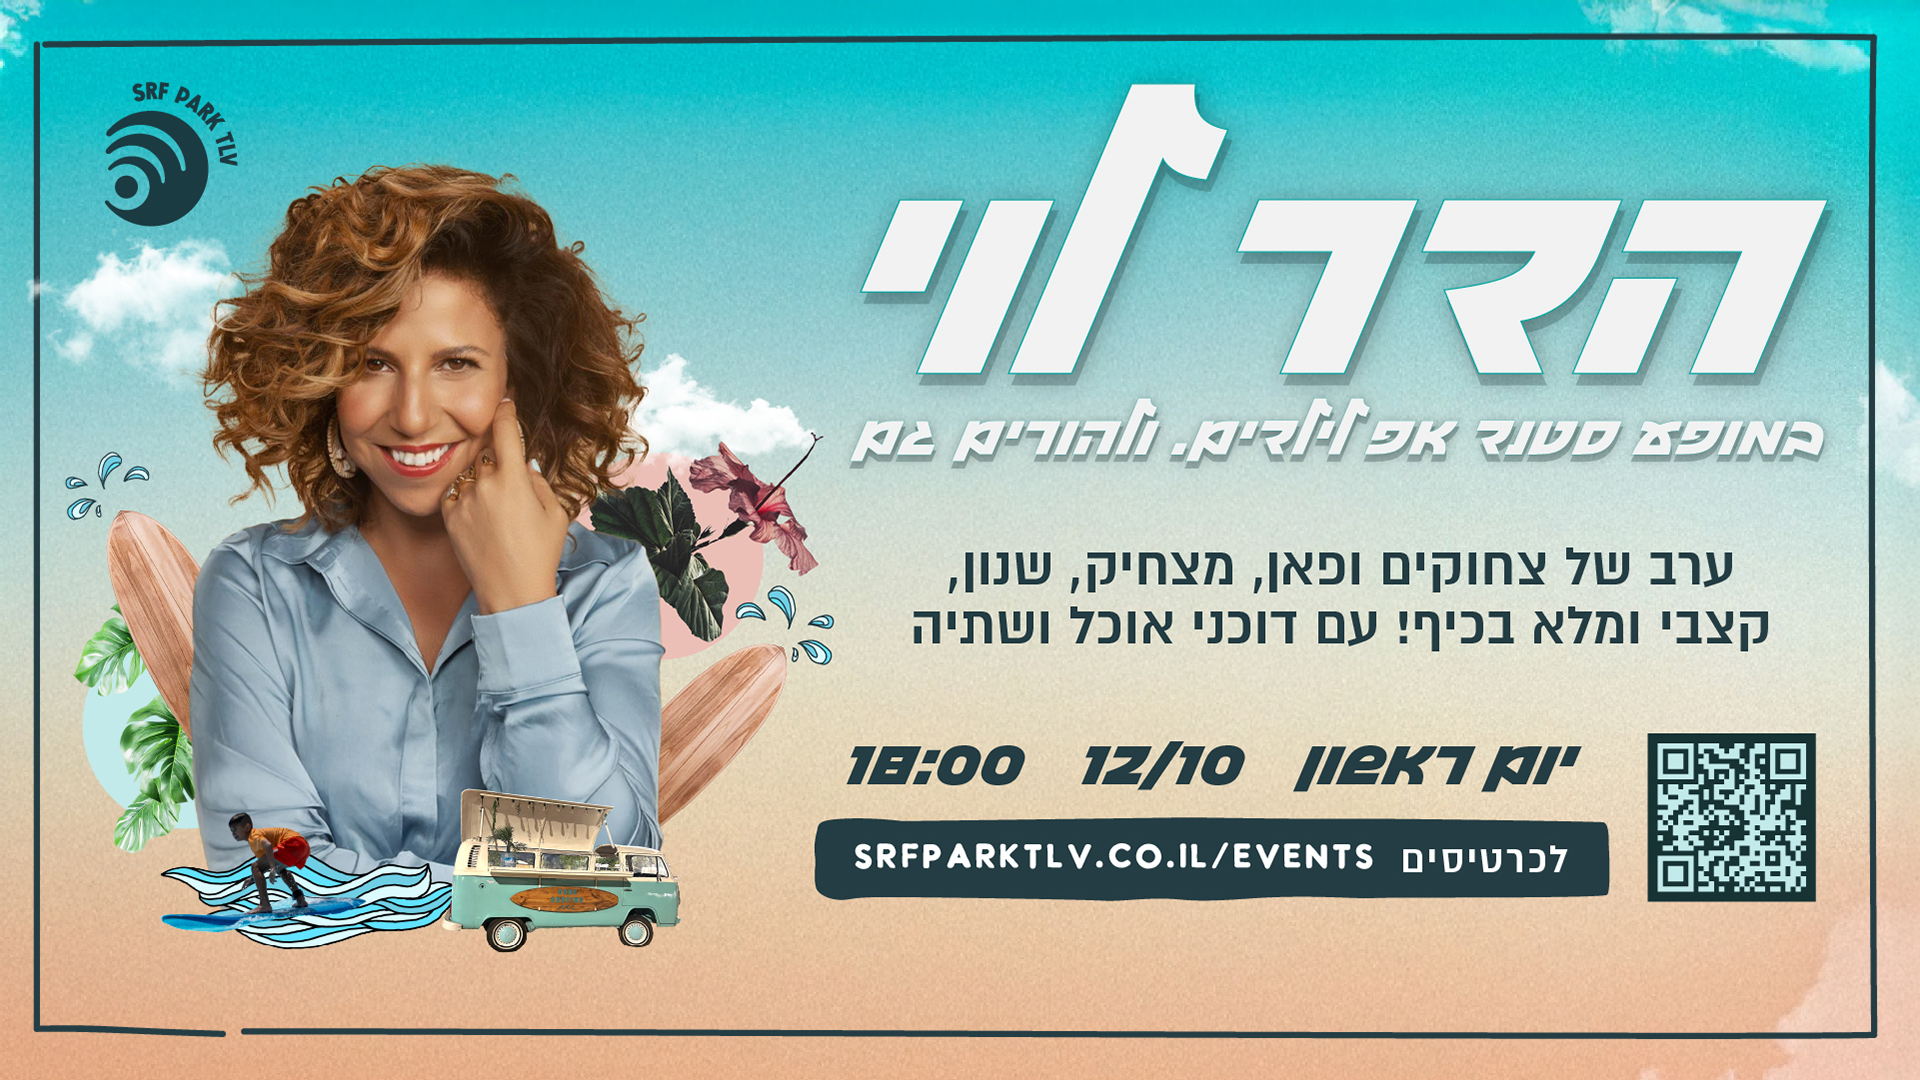 SRF PARK TLV
הדר לוי
במופע סטנד אפ לילדים. ולהורים גם
ערב של צחוקים ופאן, מצחיק, שנון,
קצבי ומלא בכיף! עם דוכני אוכל ושתיה
יום ראשון 12/10 18:00
לכרטיסים SRFPARKTLV.CO.IL/EVENTS